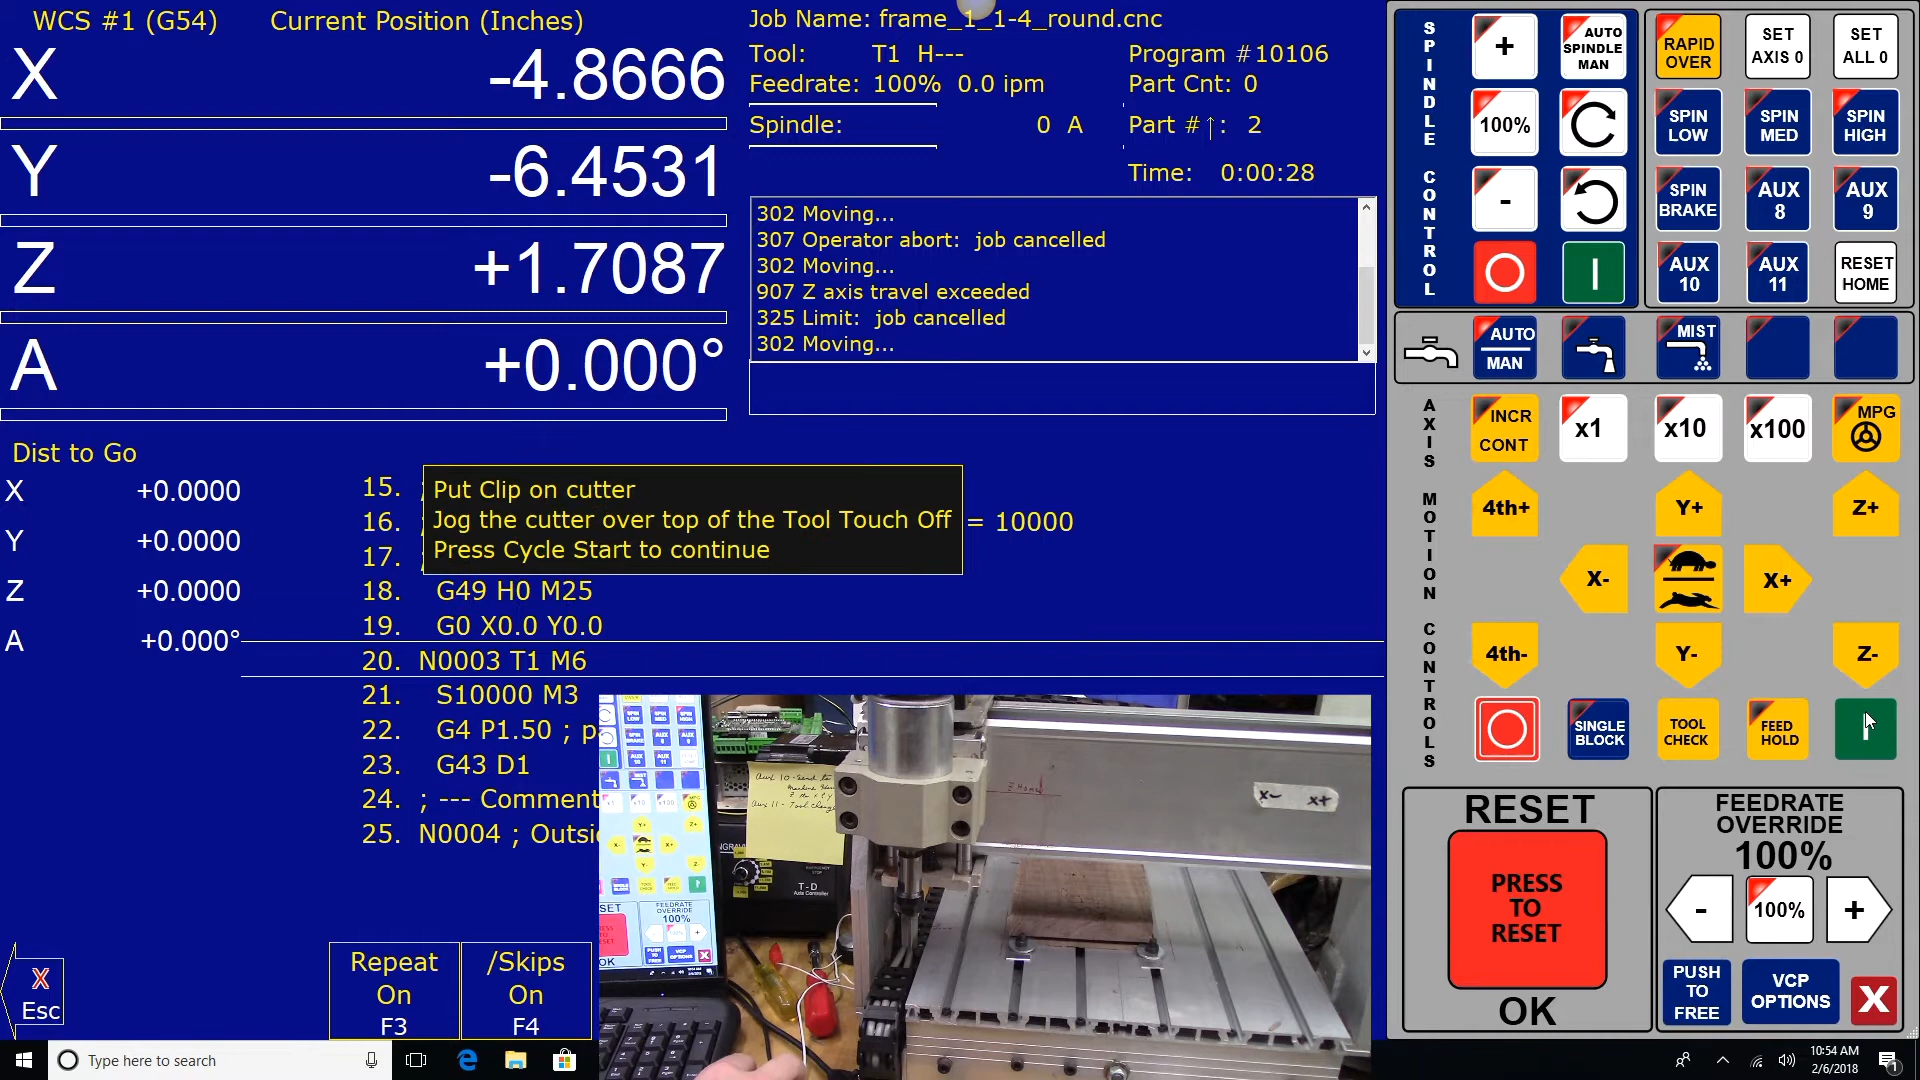 WCS #1 (G54)
Current Position (Inches)
X -4.8666
Y -6.4531
Z +1.7087
A +0.000°
Job Name: frame_1_1-4_round.cnc
Tool: T1 H---
Program #10106
Feedrate: 100% 0.0 ipm
Part Cnt: 0
Spindle: 0 A
Part #↑: 2
Time: 0:00:28
302 Moving...
307 Operator abort: job cancelled
302 Moving...
907 Z axis travel exceeded
325 Limit: job cancelled
302 Moving...
Dist to Go
X +0.0000
Y +0.0000
Z +0.0000
A +0.000°
Put Clip on cutter
Jog the cutter over top of the Tool Touch Off
Press Cycle Start to continue
15. ;
16. ; = 10000
17. ;
18. G49 H0 M25
19. G0 X0.0 Y0.0
20. N0003 T1 M6
21. S10000 M3
22. G4 P1.50 ; p
23. G43 D1
24. ; --- Comment
25. N0004 ; Outsi
X
Esc
Repeat
On
F3
/Skips
On
F4
SPINDLE CONTROL
+
AUTO
SPINDLE
MAN
100%
-
RAPID
OVER
SET
AXIS 0
SET
ALL 0
SPIN
LOW
SPIN
MED
SPIN
HIGH
SPIN
BRAKE
AUX
8
AUX
9
AUX
10
AUX
11
RESET
HOME
AUTO
MAN
MIST
AXIS MOTION CONTROLS
INCR
CONT
x1
x10
x100
MPG
4th+
Y+
Z+
X-
X+
4th-
Y-
Z-
SINGLE
BLOCK
TOOL
CHECK
FEED
HOLD
RESET
PRESS
TO
RESET
OK
FEEDRATE
OVERRIDE
100%
-
100%
+
PUSH
TO
FREE
VCP
OPTIONS
X
X- X+
T-D
FEEDRATE
OVERRIDE
100%
Type here to search
10:54 AM
2/6/2018
1